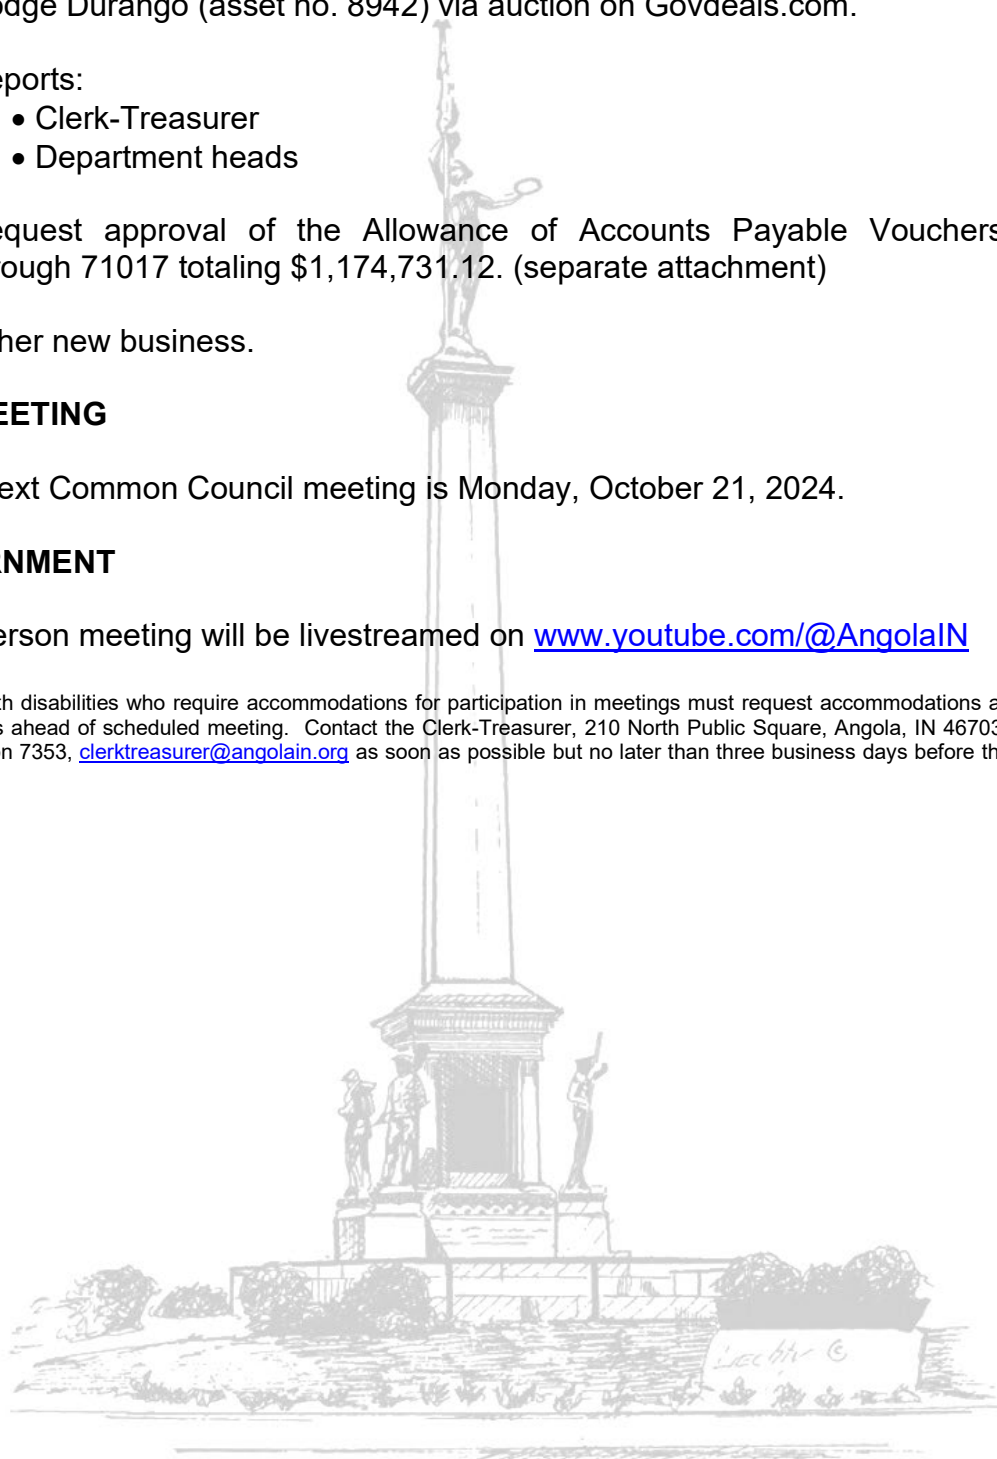 odge Durango (asset no. 8942) via auction on Govdeals.com.
eports:
• Clerk-Treasurer
• Department heads
equest approval of the Allowance of Accounts Payable Vouchers
rough 71017 totaling $1,174,731.12. (separate attachment)
her new business.
EETING
ext Common Council meeting is Monday, October 21, 2024.
RNMENT
erson meeting will be livestreamed on www.youtube.com/@AngolaIN
th disabilities who require accommodations for participation in meetings must request accommodations a
s ahead of scheduled meeting. Contact the Clerk-Treasurer, 210 North Public Square, Angola, IN 46703
on 7353, clerktreasurer@angolain.org as soon as possible but no later than three business days before th